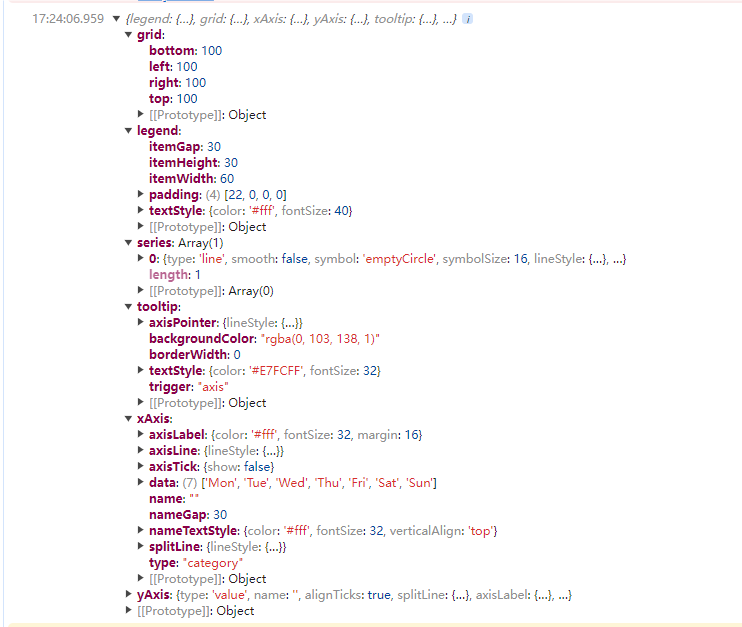 17:24:06.959 ▼ {legend: {…}, grid: {…}, xAxis: {…}, yAxis: {…}, tooltip: {…}, …} i
▼ grid:
bottom: 100
left: 100
right: 100
top: 100
▶ [[Prototype]]: Object
▼ legend:
itemGap: 30
itemHeight: 30
itemWidth: 60
▶ padding: (4) [22, 0, 0, 0]
▶ textStyle: {color: '#fff', fontSize: 40}
▶ [[Prototype]]: Object
▼ series: Array(1)
▶ 0: {type: 'line', smooth: false, symbol: 'emptyCircle', symbolSize: 16, lineStyle: {…}, …}
length: 1
▶ [[Prototype]]: Array(0)
▼ tooltip:
▶ axisPointer: {lineStyle: {…}}
backgroundColor: "rgba(0, 103, 138, 1)"
borderWidth: 0
▶ textStyle: {color: '#E7FCFF', fontSize: 32}
trigger: "axis"
▶ [[Prototype]]: Object
▼ xAxis:
▶ axisLabel: {color: '#fff', fontSize: 32, margin: 16}
▶ axisLine: {lineStyle: {…}}
▶ axisTick: {show: false}
▶ data: (7) ['Mon', 'Tue', 'Wed', 'Thu', 'Fri', 'Sat', 'Sun']
name: ""
nameGap: 30
▶ nameTextStyle: {color: '#fff', fontSize: 32, verticalAlign: 'top'}
▶ splitLine: {lineStyle: {…}}
type: "category"
▶ [[Prototype]]: Object
▶ yAxis: {type: 'value', name: '', alignTicks: true, splitLine: {…}, axisLabel: {…}, …}
▶ [[Prototype]]: Object